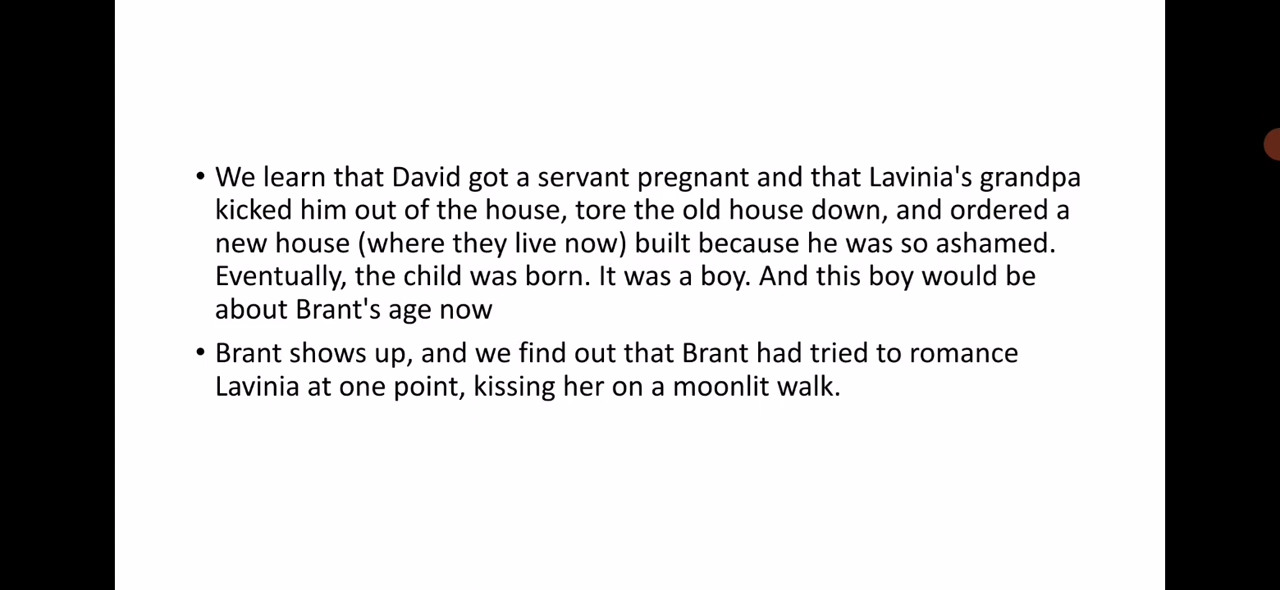 • We learn that David got a servant pregnant and that Lavinia's grandpa
kicked him out of the house, tore the old house down, and ordered a
new house (where they live now) built because he was so ashamed.
Eventually, the child was born. It was a boy. And this boy would be
about Brant's age now
• Brant shows up, and we find out that Brant had tried to romance
Lavinia at one point, kissing her on a moonlit walk.